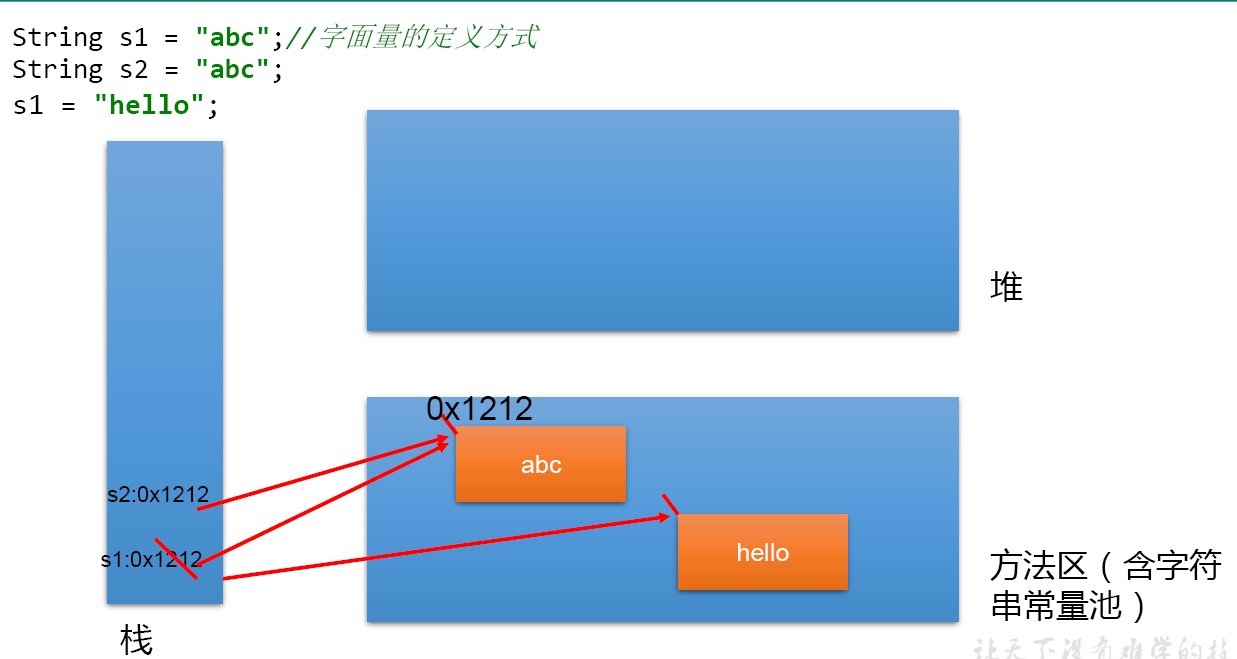 String s1 = "abc";//字面量的定义方式
String s2 = "abc";
s1 = "hello";
堆
0x1212
abc
s2:0x1212
hello
s1:0x1212
方法区（含字符
串常量池）
栈
让天下没有难学的技